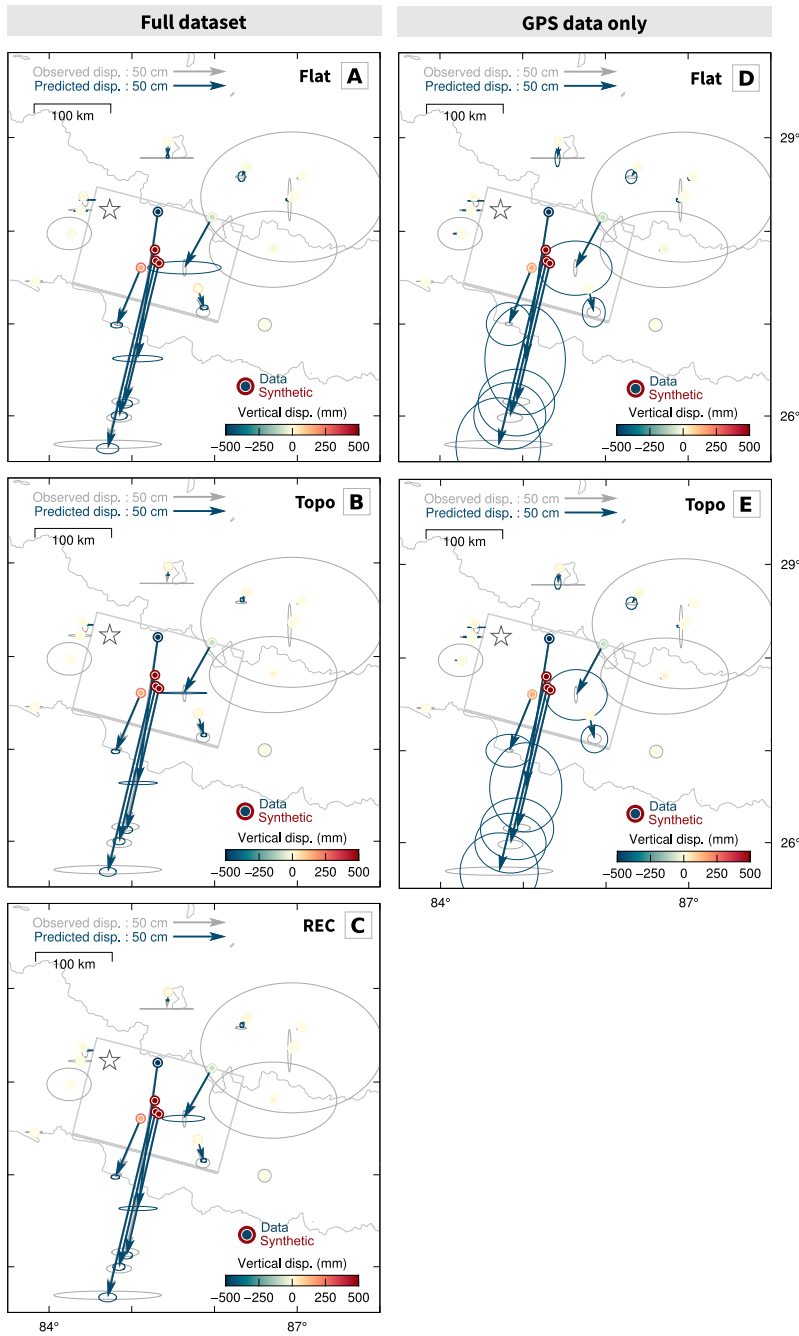 Full dataset
GPS data only
Observed disp. : 50 cm
Predicted disp. : 50 cm
Flat A
100 km
Data
Synthetic
Vertical disp. (mm)
−500 −250 0 250 500
Observed disp. : 50 cm
Predicted disp. : 50 cm
Flat D
100 km
29°
Data
Synthetic
Vertical disp. (mm)
26°
−500 −250 0 250 500
Observed disp. : 50 cm
Predicted disp. : 50 cm
Topo B
100 km
Data
Synthetic
Vertical disp. (mm)
−500 −250 0 250 500
Observed disp. : 50 cm
Predicted disp. : 50 cm
Topo E
100 km
29°
Data
Synthetic
Vertical disp. (mm)
26°
−500 −250 0 250 500
84° 87°
Observed disp. : 50 cm
Predicted disp. : 50 cm
REC C
100 km
Data
Synthetic
Vertical disp. (mm)
−500 −250 0 250 500
84° 87°